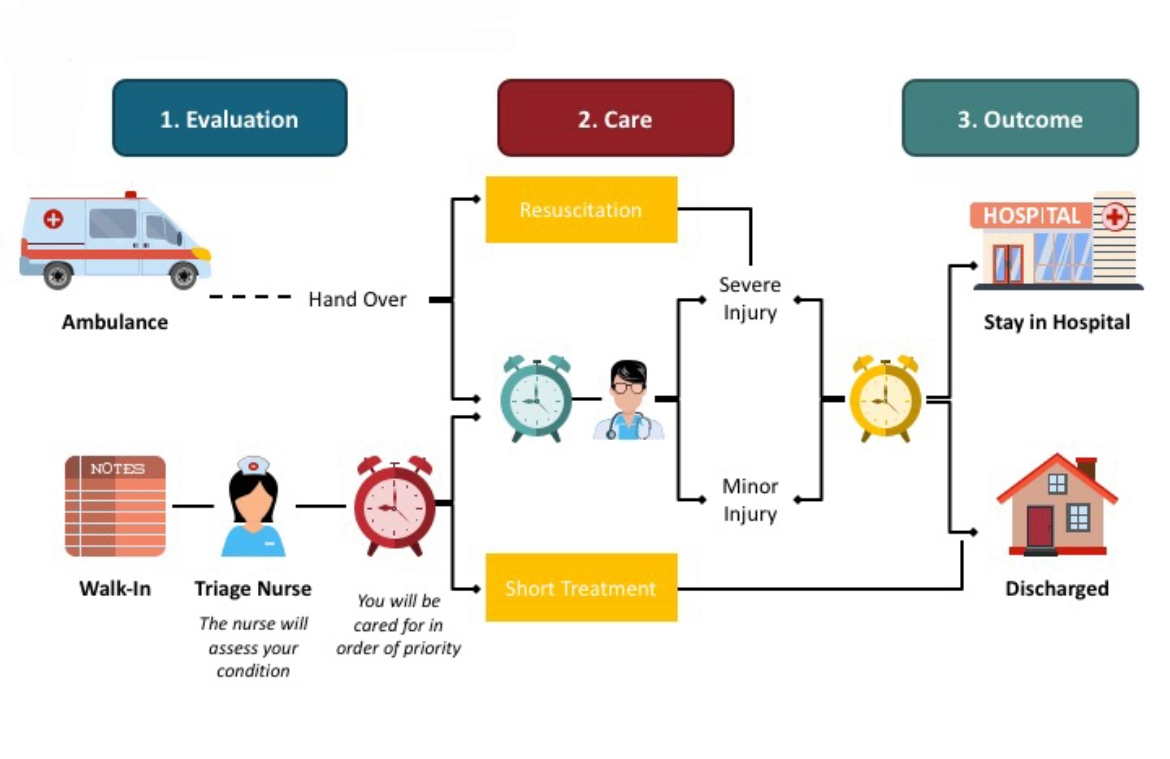 1. Evaluation
2. Care
3. Outcome
Resuscitation
HOSPITAL
Hand Over
Severe
Injury
Ambulance
Stay in Hospital
NOTES
Minor
Injury
Walk-In
Triage Nurse
Short Treatment
Discharged
The nurse will
assess your
condition
You will be
cared for in
order of priority